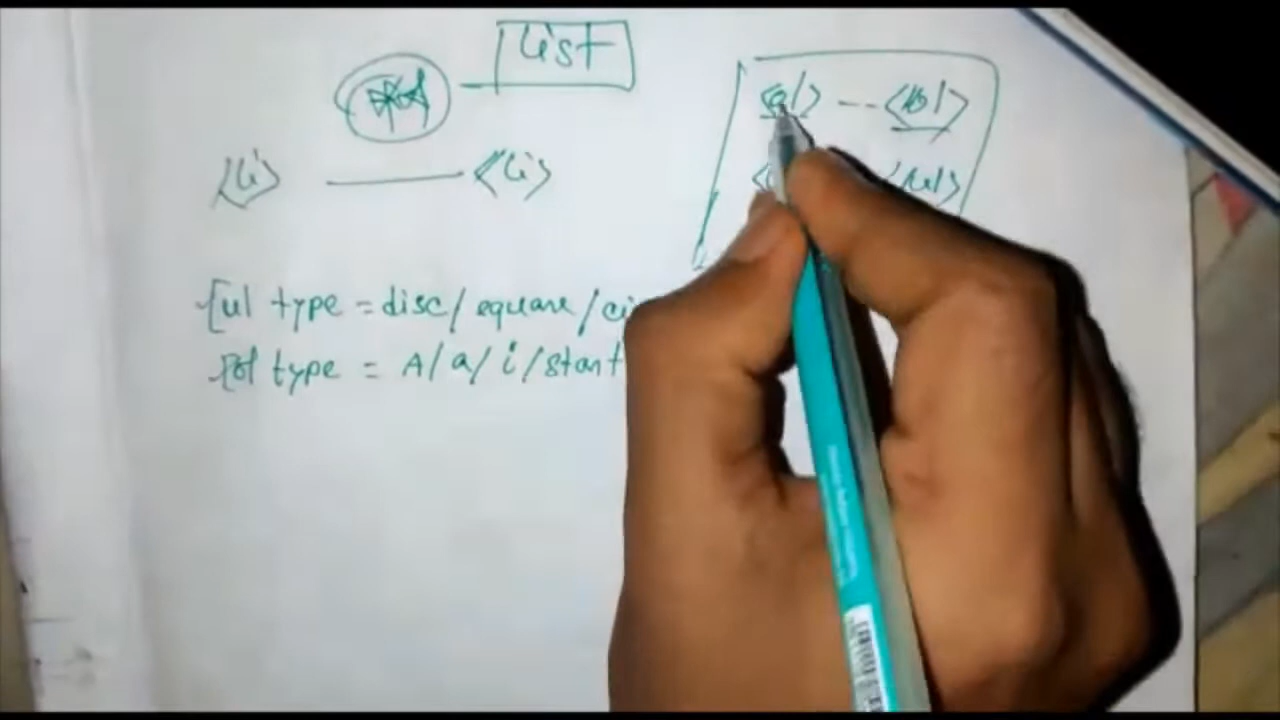 List
<ol> --- </ol>
<li> <li>
/ul>
{ul type = disc/square/ci
{ol type = A/a/i/start